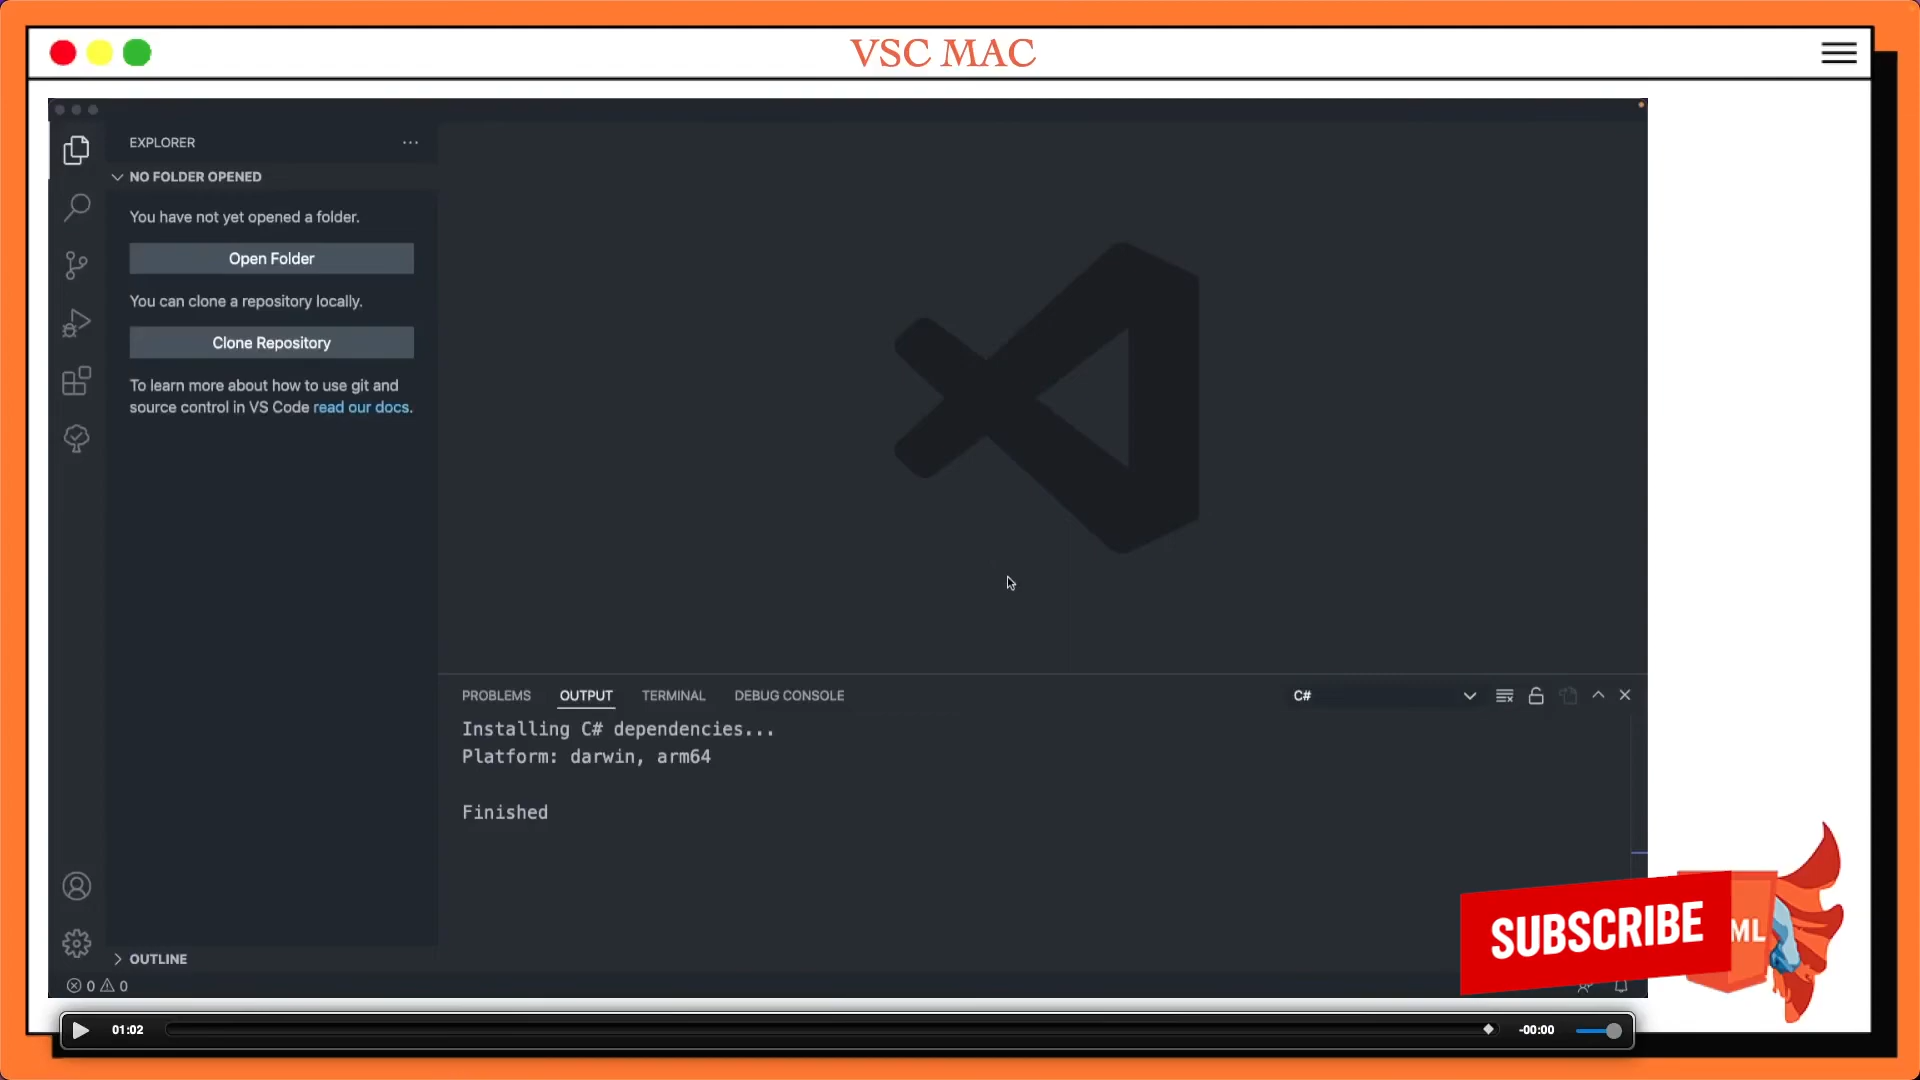 VSC MAC
EXPLORER
NO FOLDER OPENED
You have not yet opened a folder.
Open Folder
You can clone a repository locally.
Clone Repository
To learn more about how to use git and
source control in VS Code read our docs.
PROBLEMS OUTPUT TERMINAL DEBUG CONSOLE C#
Installing C# dependencies...
Platform: darwin, arm64
Finished
SUBSCRIBE
ML
OUTLINE
0 0
01:02 -00:00